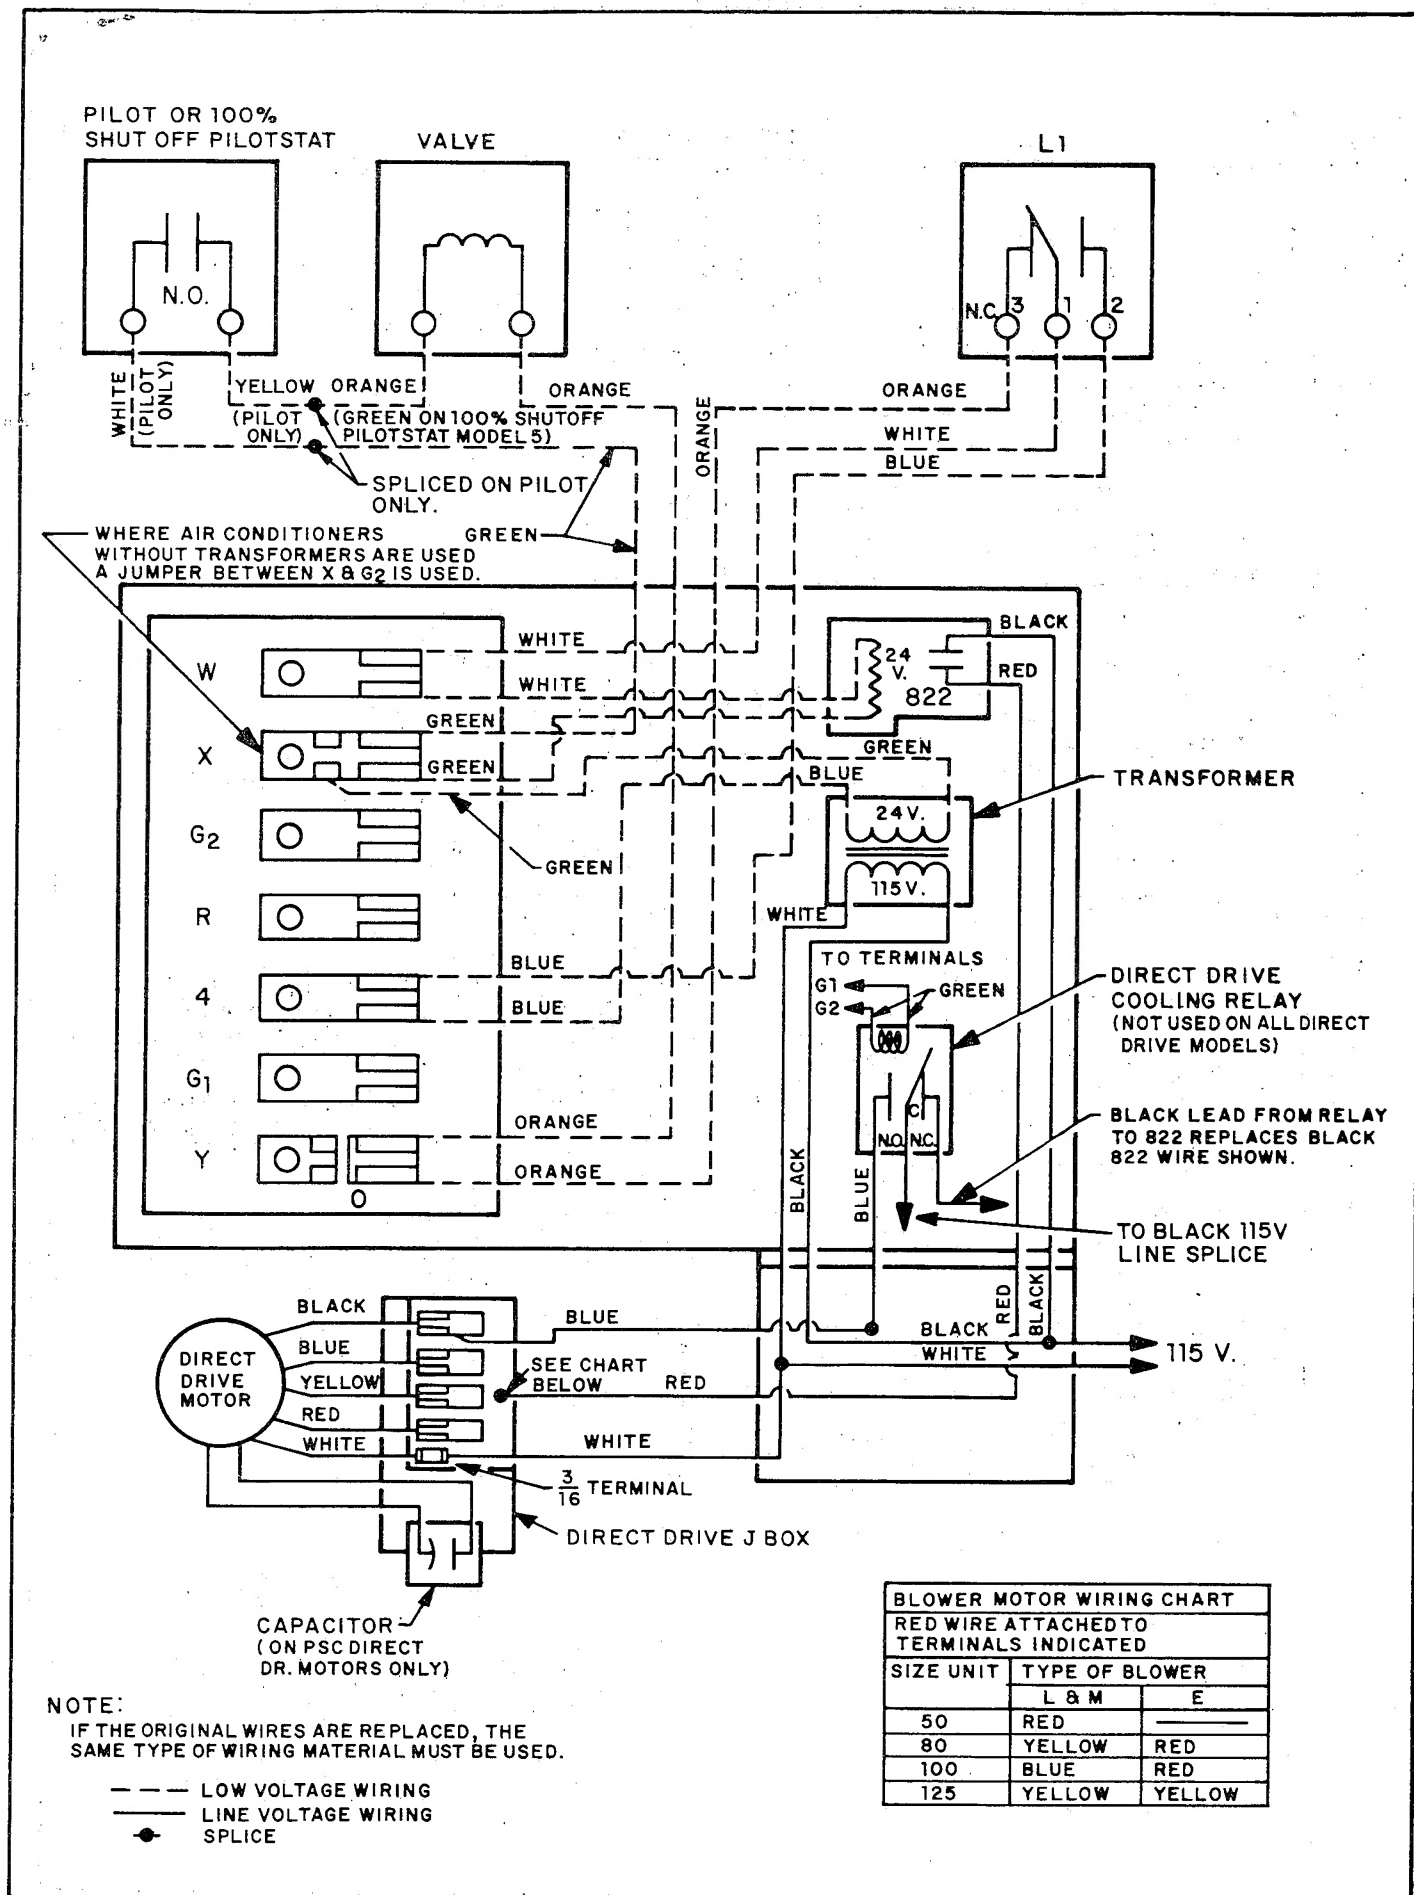 PILOT OR 100%
SHUT OFF PILOTSTAT
VALVE
L1
N.O.
N.C. 3 1 2
WHITE
(PILOT
ONLY)
YELLOW ORANGE
(PILOT
ONLY)
(GREEN ON 100% SHUTOFF
PILOTSTAT MODEL 5)
ORANGE
ORANGE
ORANGE
WHITE
BLUE
SPLICED ON PILOT
ONLY.
GREEN
WHERE AIR CONDITIONERS
WITHOUT TRANSFORMERS ARE USED
A JUMPER BETWEEN X & G2 IS USED.
W
WHITE
WHITE
24
V.
822
BLACK
RED
X
GREEN
GREEN
GREEN
BLUE
TRANSFORMER
24V.
115V.
G2
GREEN
R
WHITE
TO TERMINALS
G1
G2
GREEN
4
BLUE
BLUE
DIRECT DRIVE
COOLING RELAY
(NOT USED ON ALL DIRECT
DRIVE MODELS)
G1
C
N.O. N.C.
BLACK LEAD FROM RELAY
TO 822 REPLACES BLACK
822 WIRE SHOWN.
Y
ORANGE
ORANGE
O
BLACK
BLUE
TO BLACK 115V
LINE SPLICE
RED
BLACK
DIRECT
DRIVE
MOTOR
BLACK
BLUE
YELLOW
RED
WHITE
BLUE
SEE CHART
BELOW
RED
WHITE
BLACK
WHITE
115 V.
3/16 TERMINAL
DIRECT DRIVE J BOX
CAPACITOR
(ON PSC DIRECT
DR. MOTORS ONLY)
BLOWER MOTOR WIRING CHART
RED WIRE ATTACHED TO
TERMINALS INDICATED
SIZE UNIT TYPE OF BLOWER
L & M E
50 RED ——
80 YELLOW RED
100 BLUE RED
125 YELLOW YELLOW
NOTE:
IF THE ORIGINAL WIRES ARE REPLACED, THE
SAME TYPE OF WIRING MATERIAL MUST BE USED.
LOW VOLTAGE WIRING
LINE VOLTAGE WIRING
SPLICE